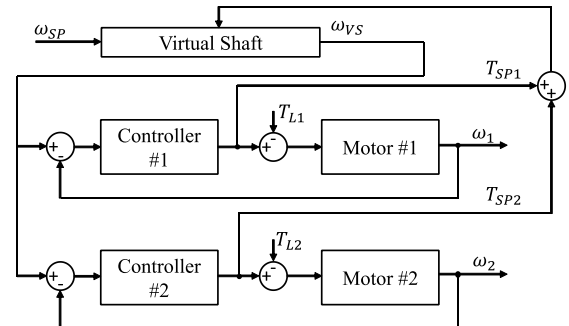 ω_SP
Virtual Shaft
ω_VS
T_SP1
+
+
T_L1
Controller
#1
Motor #1
ω_1
+
-
+
-
T_SP2
T_L2
Controller
#2
Motor #2
ω_2
+
-
+
-